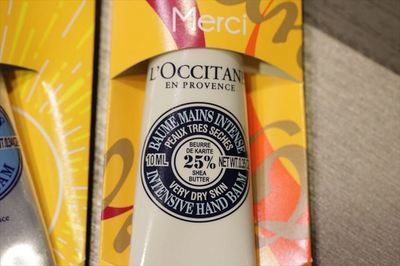 Merci
L'OCCITAN
EN PROVENCE
BAUME MAINS INTENSE
PEAUX TRES SECHES
BEURRE
DE KARITE
10 ML
25%
NET WT
SHEA
BUTTER
VERY DRY SKIN
INTENSIVE HAND BALM